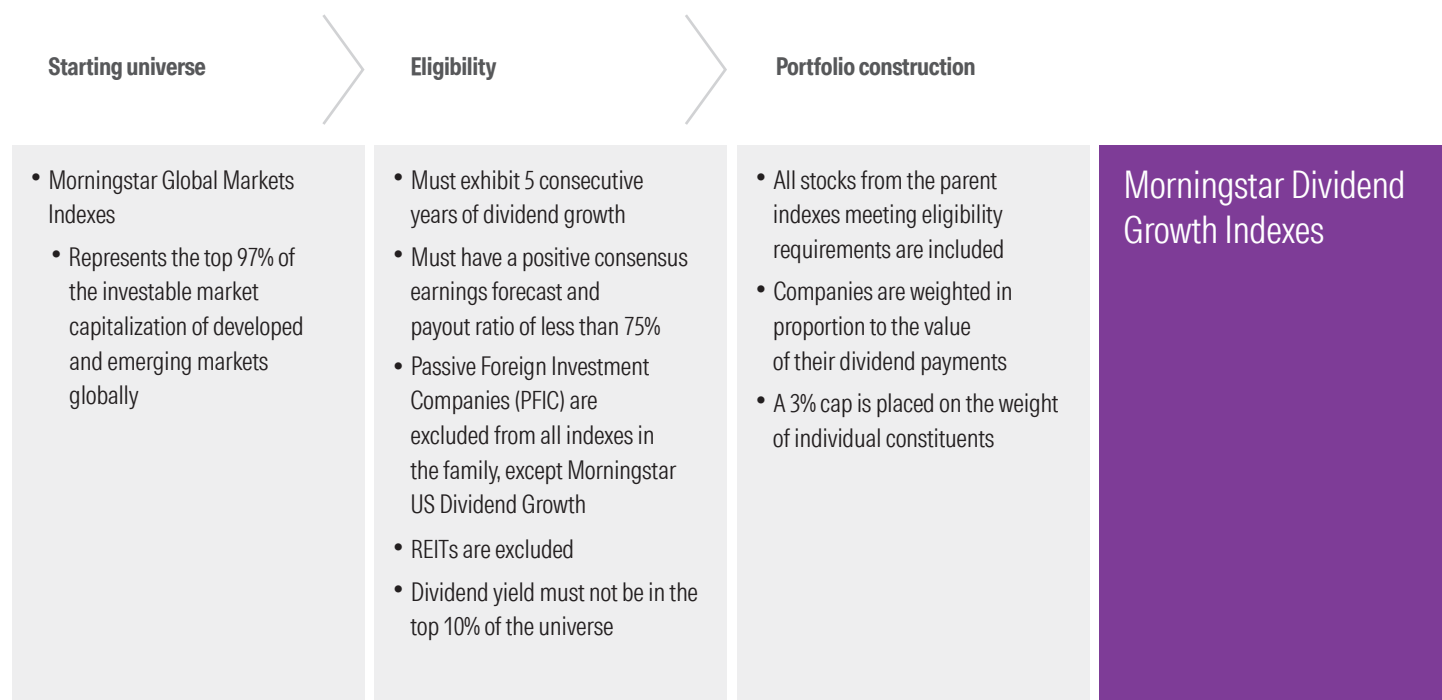 Starting universe
Eligibility
Portfolio construction
• Morningstar Global Markets
Indexes
• Represents the top 97% of
the investable market
capitalization of developed
and emerging markets
globally
• Must exhibit 5 consecutive
years of dividend growth
• Must have a positive consensus
earnings forecast and
payout ratio of less than 75%
• Passive Foreign Investment
Companies (PFIC) are
excluded from all indexes in
the family, except Morningstar
US Dividend Growth
• REITs are excluded
• Dividend yield must not be in the
top 10% of the universe
• All stocks from the parent
indexes meeting eligibility
requirements are included
• Companies are weighted in
proportion to the value
of their dividend payments
• A 3% cap is placed on the weight
of individual constituents
Morningstar Dividend
Growth Indexes